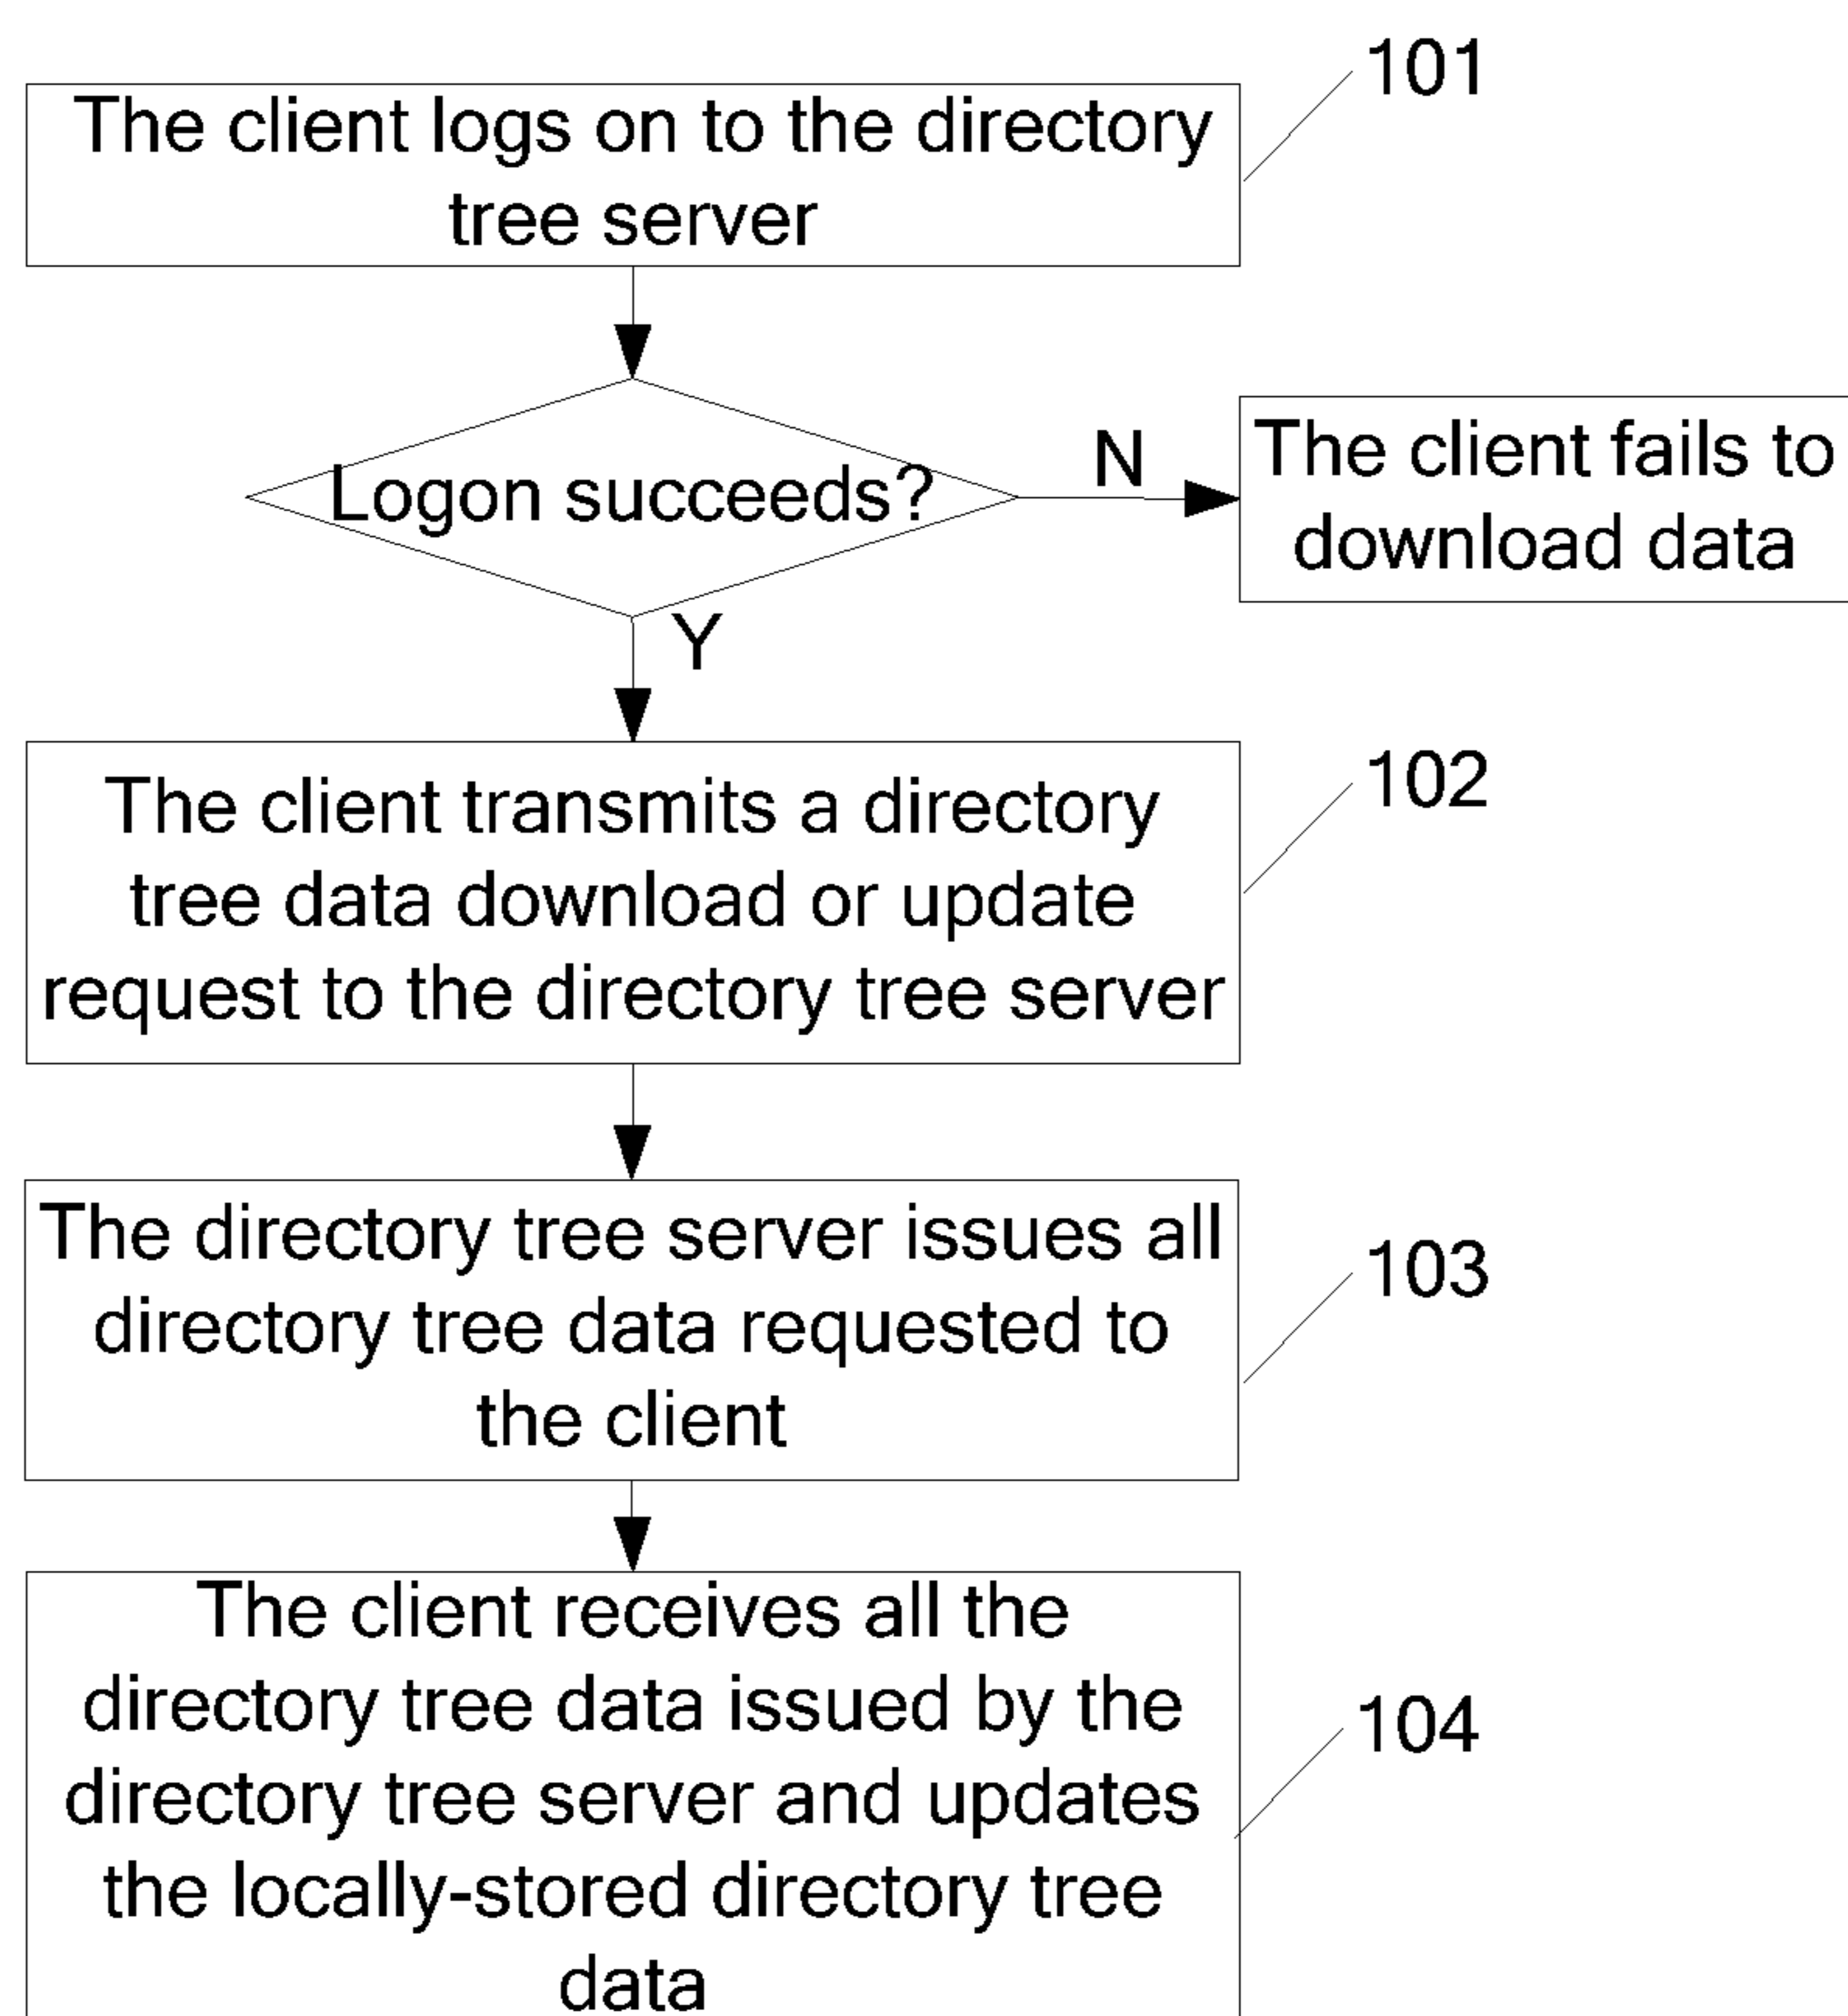 101
The client logs on to the directory
tree server
Logon succeeds?
N
The client fails to
download data
Y
102
The client transmits a directory
tree data download or update
request to the directory tree server
103
The directory tree server issues all
directory tree data requested to
the client
104
The client receives all the
directory tree data issued by the
directory tree server and updates
the locally-stored directory tree
data